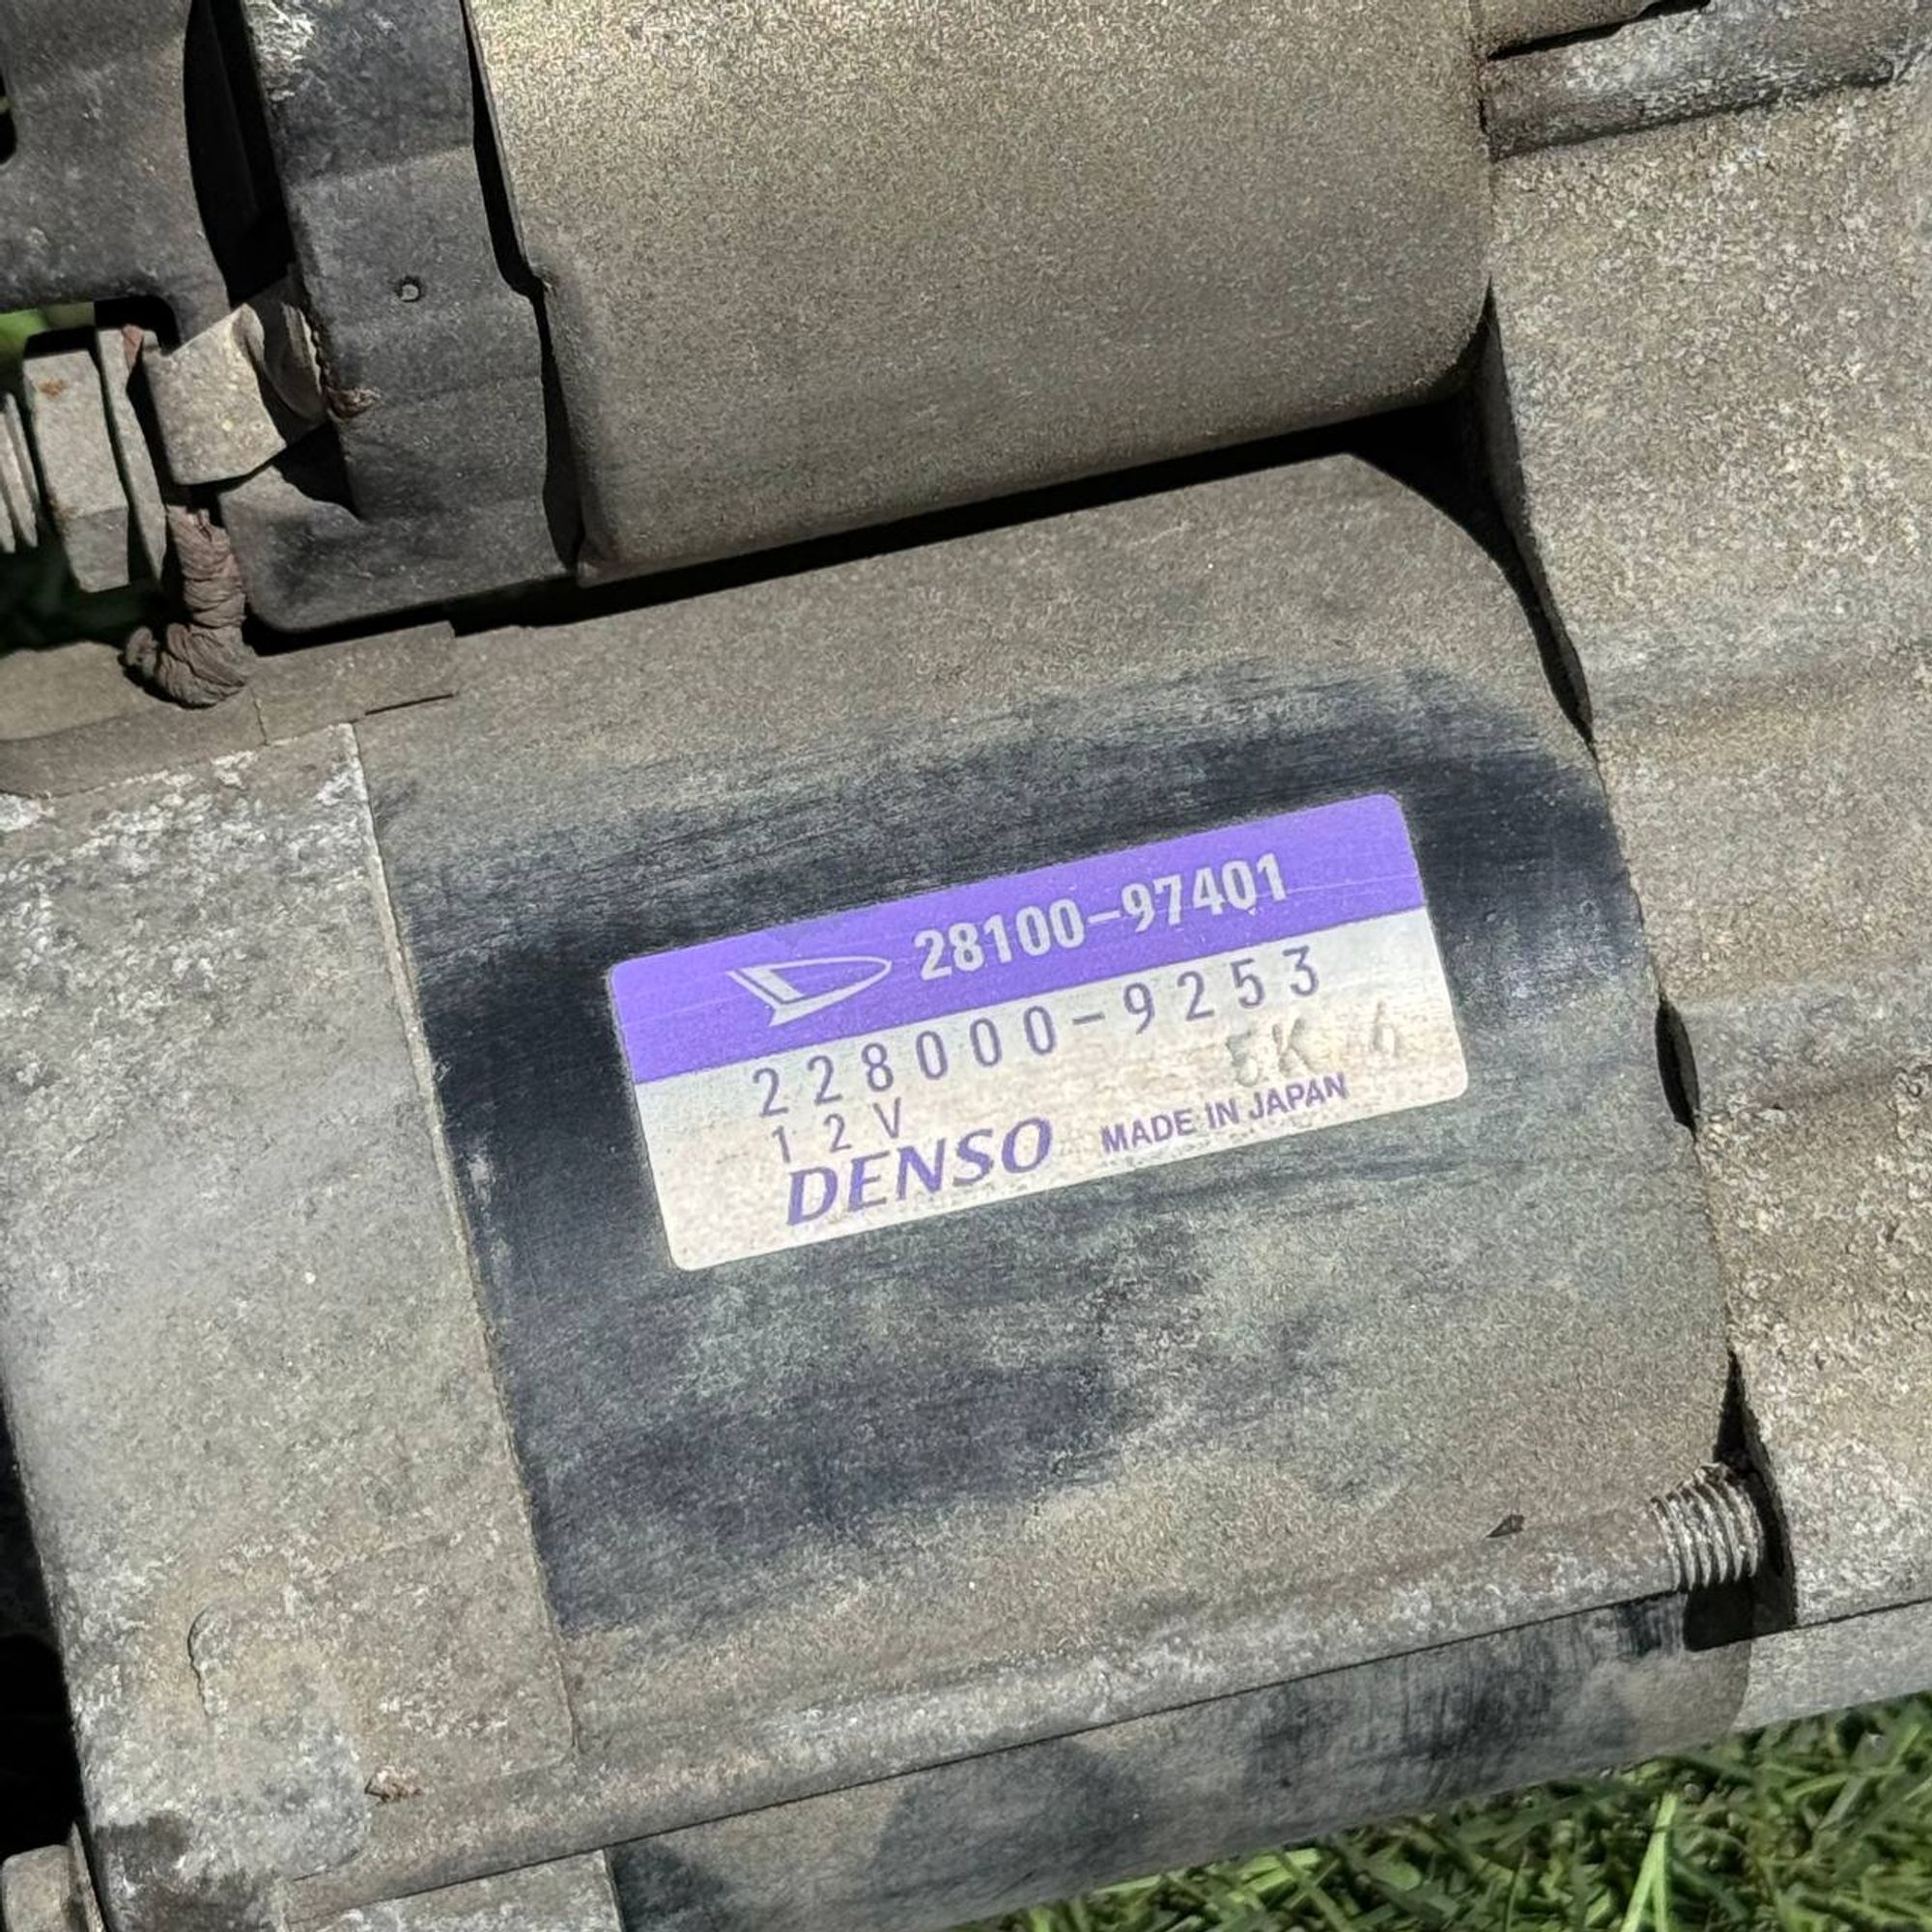 28100-97401
228000-9253
12V
DENSO MADE IN JAPAN